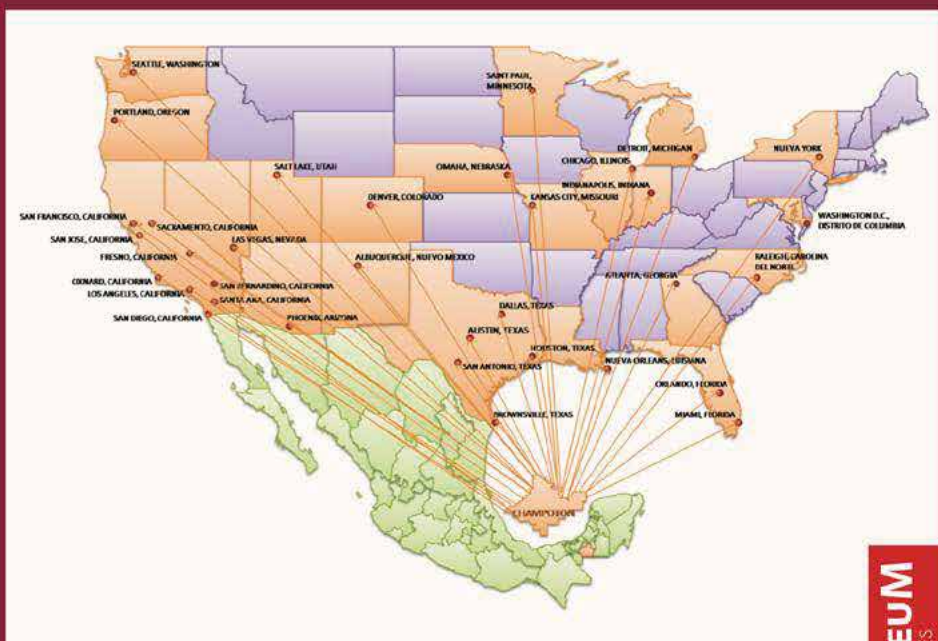 SEATTLE, WASHINGTON
SAINT PAUL,
MINNESOTA
PORTLAND, OREGON
DETROIT, MICHIGAN
NUEVA YORK
CHICAGO, ILLINOIS
SALT LAKE, UTAH
OMAHA, NEBRASKA
INDIANAPOLIS, INDIANA
DENVER, COLORADO
KANSAS CITY, MISSOURI
SAN FRANCISCO, CALIFORNIA
SACRAMENTO, CALIFORNIA
WASHINGTON D.C.,
DISTRITO DE COLUMBIA
SAN JOSE, CALIFORNIA
LAS VEGAS, NEVADA
FRESNO, CALIFORNIA
ALBUQUERQUE, NUEVO MEXICO
RALEIGH, CAROLINA
DEL NORTE
ATLANTA, GEORGIA
OXNARD, CALIFORNIA
SAN BERNARDINO, CALIFORNIA
LOS ANGELES, CALIFORNIA
SANTA ANA, CALIFORNIA
DALLAS, TEXAS
SAN DIEGO, CALIFORNIA
PHOENIX, ARIZONA
AUSTIN, TEXAS
HOUSTON, TEXAS
SAN ANTONIO, TEXAS
NUEVA ORLEANS, LUISIANA
ORLANDO, FLORIDA
BROWNSVILLE, TEXAS
MIAMI, FLORIDA
CHAMPOTON
EUM
S